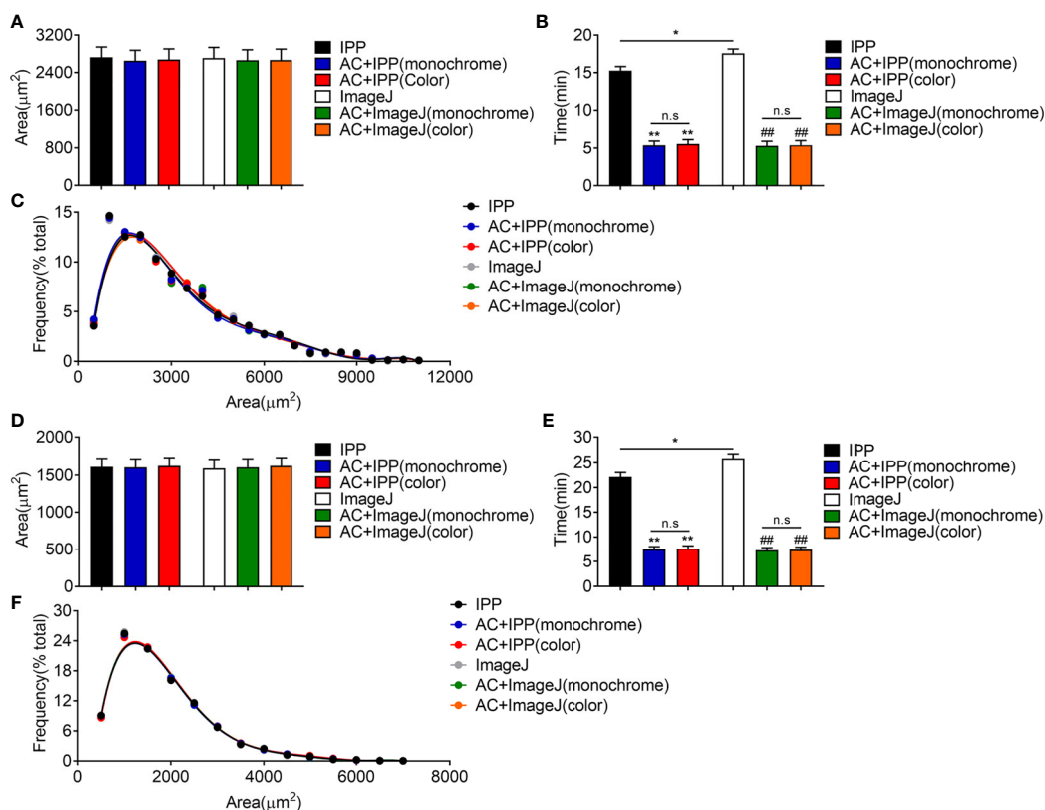 A
Area(μm²)
3200
2400
1600
800
0
IPP
AC+IPP(monochrome)
AC+IPP(Color)
ImageJ
AC+ImageJ(monochrome)
AC+ImageJ(color)
B
Time(min)
20
15
10
5
0
*
n.s
n.s
**
**
##
##
IPP
AC+IPP(monochrome)
AC+IPP(color)
ImageJ
AC+ImageJ(monochrome)
AC+ImageJ(color)
C
Frequency(% total)
15
10
5
0
0
3000
6000
9000
12000
Area(μm²)
IPP
AC+IPP(monochrome)
AC+IPP(color)
ImageJ
AC+ImageJ(monochrome)
AC+ImageJ(color)
D
Area(μm²)
2000
1500
1000
500
0
IPP
AC+IPP(monochrome)
AC+IPP(color)
ImageJ
AC+ImageJ(monochrome)
AC+ImageJ(color)
E
Time(min)
30
25
20
15
10
5
0
*
n.s
n.s
**
**
##
##
IPP
AC+IPP(monochrome)
AC+IPP(color)
ImageJ
AC+ImageJ(monochrome)
AC+ImageJ(color)
F
Frequency(% total)
30
24
18
12
6
0
0
2000
4000
6000
8000
Area(μm²)
IPP
AC+IPP(monochrome)
AC+IPP(color)
ImageJ
AC+ImageJ(monochrome)
AC+ImageJ(color)